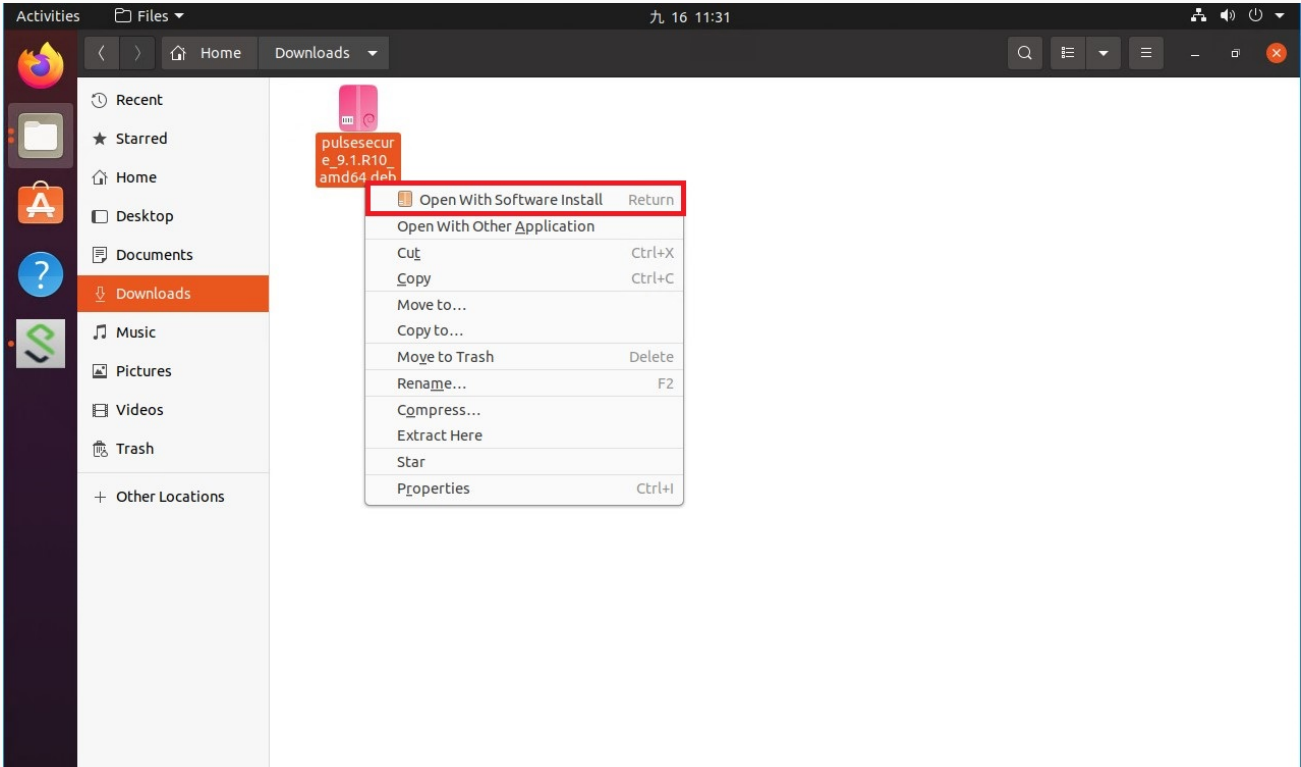 Activities Files 九 16 11:31
Home Downloads
Recent
Starred
Home
Desktop
Documents
Downloads
Music
Pictures
Videos
Trash
Other Locations
pulsesecur
e_9.1.R10_
amd64.deb
Open With Software Install Return
Open With Other Application
Cut Ctrl+X
Copy Ctrl+C
Move to…
Copy to…
Move to Trash Delete
Rename… F2
Compress…
Extract Here
Star
Properties Ctrl+I